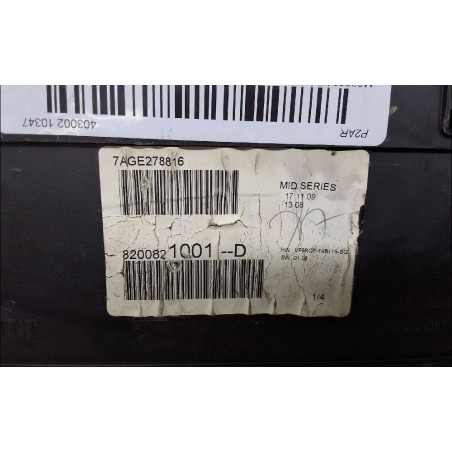 403002 10347
P2AR
7AGE278816
MID SERIES
17.11.09
13:08
8200821001--D
1/4